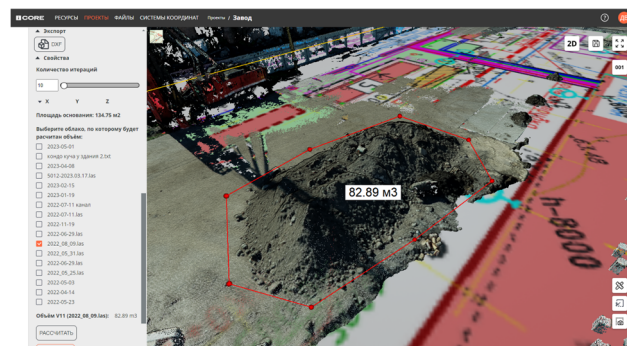 CORE РЕСУРСЫ ПРОЕКТЫ ФАЙЛЫ СИСТЕМЫ КООРДИНАТ Проекты / Завод
Экспорт
DXF
Свойства
Количество итераций
10
X Y Z
Площадь основания: 134.75 м2
Выберите облако, по которому будет
расчитан объём:
2023-05-01
кондр куча у здания 2.txt
2023-04-08
5012-2023.03.17.las
2023-02-15
2023-01-19
2022-07-11 канал
2022-07-11.las
2022-11-19
2022-06-29.las
2022_08_09.las
2022_05_31.las
2022-06-29.las
2022_05_25.las
2022-05-03
2022-04-14
2022-05-23
Объём V11 (2022_08_09.las): 82.89 m3
РАССЧИТАТЬ
2D
001
82.89 м3
h-8000